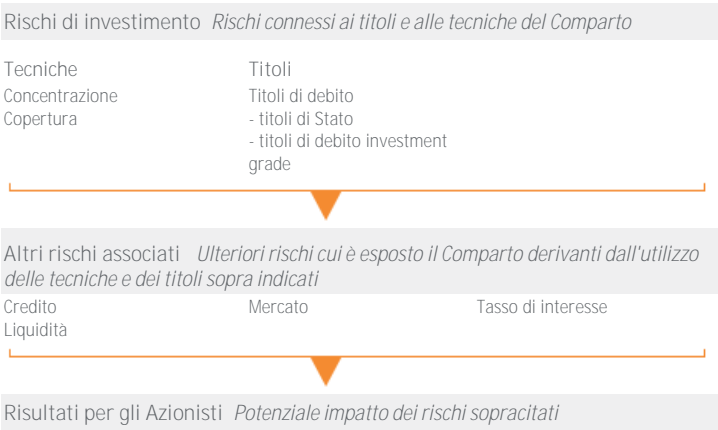 Rischi di investimento Rischi connessi ai titoli e alle tecniche del Comparto
Tecniche
Concentrazione
Copertura
Titoli
Titoli di debito
- titoli di Stato
- titoli di debito investment
grade
Altri rischi associati Ulteriori rischi cui è esposto il Comparto derivanti dall'utilizzo
delle tecniche e dei titoli sopra indicati
Credito
Liquidità
Mercato
Tasso di interesse
Risultati per gli Azionisti Potenziale impatto dei rischi sopracitati